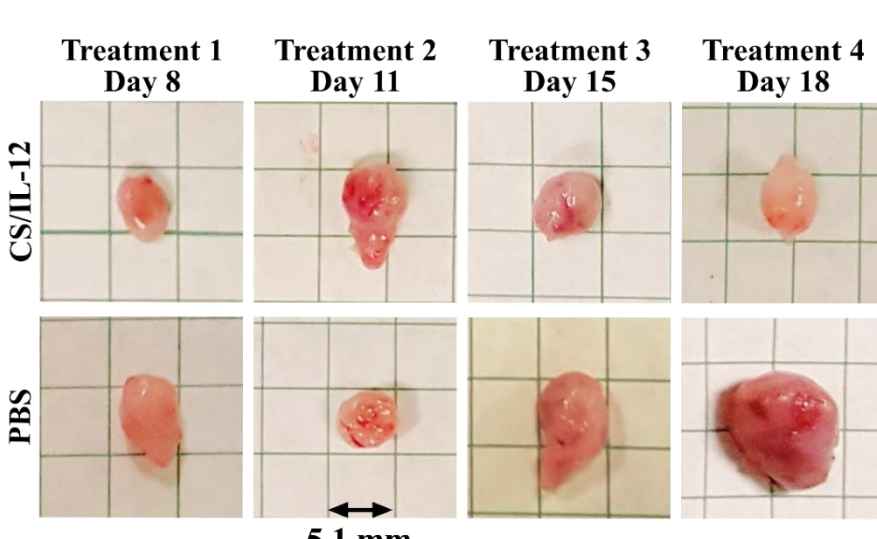 Treatment 1
Day 8
Treatment 2
Day 11
Treatment 3
Day 15
Treatment 4
Day 18
CS/IL-12
PBS
5.1 mm